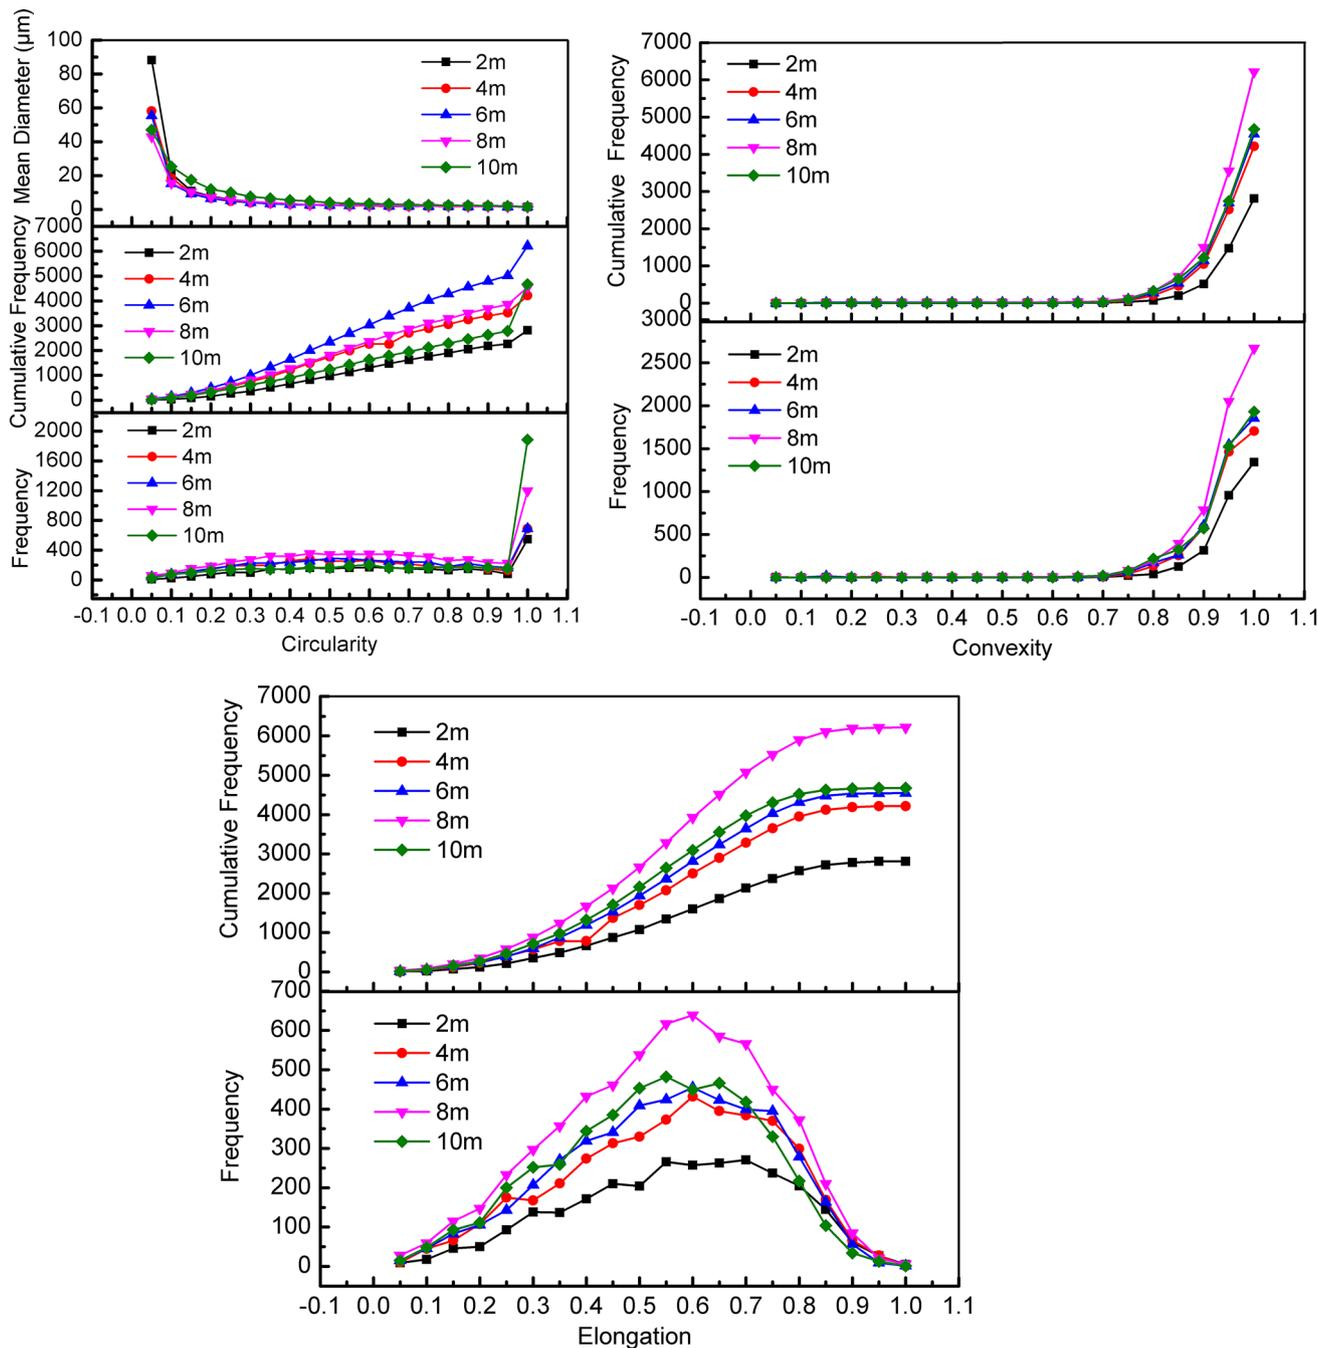 Mean Diameter (μm)
100
80
60
40
20
0
2m
4m
6m
8m
10m
Cumulative Frequency
7000
6000
5000
4000
3000
2000
1000
0
2m
4m
6m
8m
10m
Frequency
2000
1600
1200
800
400
0
2m
4m
6m
8m
10m
-0.1 0.0 0.1 0.2 0.3 0.4 0.5 0.6 0.7 0.8 0.9 1.0 1.1
Circularity
Cumulative Frequency
7000
6000
5000
4000
3000
2000
1000
0
2m
4m
6m
8m
10m
Frequency
3000
2500
2000
1500
1000
500
0
2m
4m
6m
8m
10m
-0.1 0.0 0.1 0.2 0.3 0.4 0.5 0.6 0.7 0.8 0.9 1.0 1.1
Convexity
Cumulative Frequency
7000
6000
5000
4000
3000
2000
1000
0
2m
4m
6m
8m
10m
Frequency
700
600
500
400
300
200
100
0
2m
4m
6m
8m
10m
-0.1 0.0 0.1 0.2 0.3 0.4 0.5 0.6 0.7 0.8 0.9 1.0 1.1
Elongation